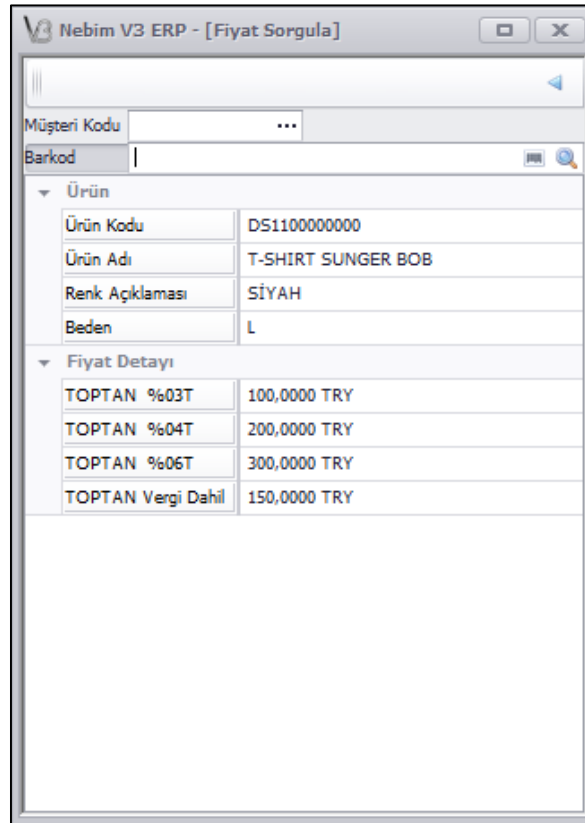 Nebim V3 ERP - [Fiyat Sorgula]
Müşteri Kodu
Barkod
Ürün
Ürün Kodu DS1100000000
Ürün Adı T-SHIRT SUNGER BOB
Renk Açıklaması SİYAH
Beden L
Fiyat Detayı
TOPTAN %03T 100,0000 TRY
TOPTAN %04T 200,0000 TRY
TOPTAN %06T 300,0000 TRY
TOPTAN Vergi Dahil 150,0000 TRY